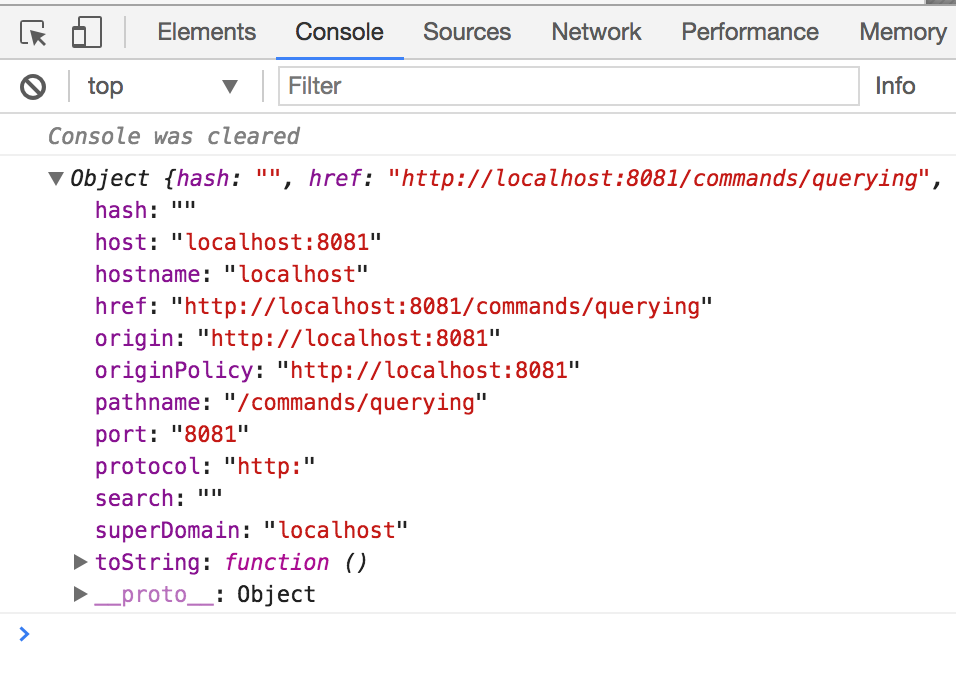 Elements Console Sources Network Performance Memory
top Filter Info
Console was cleared
Object {hash: "", href: "http://localhost:8081/commands/querying",
hash: ""
host: "localhost:8081"
hostname: "localhost"
href: "http://localhost:8081/commands/querying"
origin: "http://localhost:8081"
originPolicy: "http://localhost:8081"
pathname: "/commands/querying"
port: "8081"
protocol: "http:"
search: ""
superDomain: "localhost"
toString: function ()
__proto__: Object